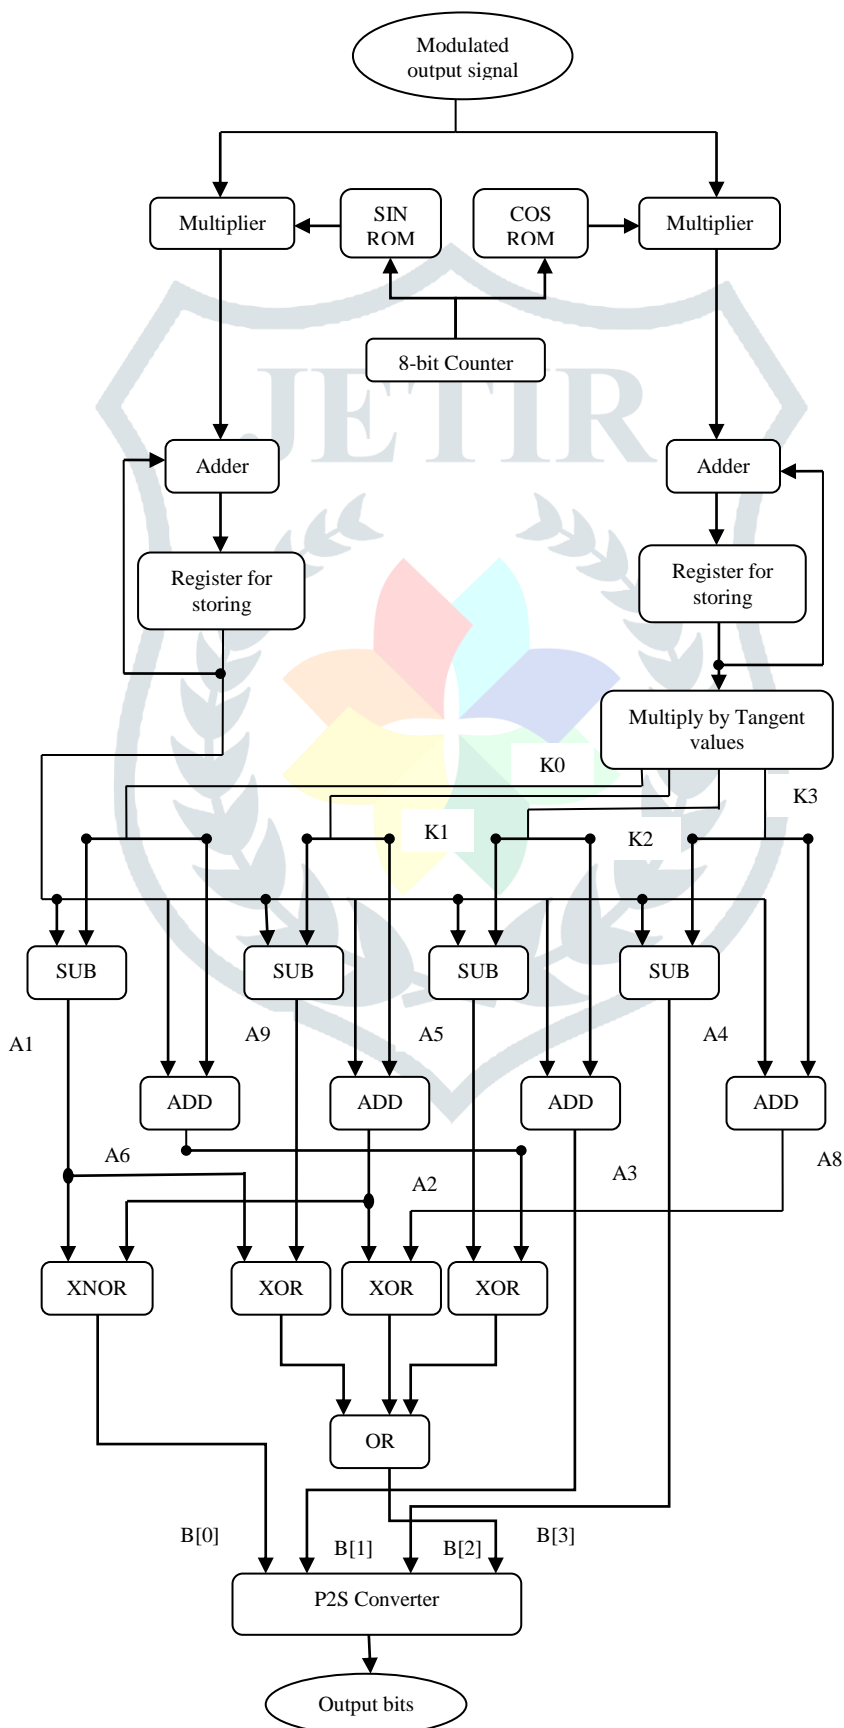 Modulated
output signal
Multiplier
SIN
ROM
COS
ROM
Multiplier
8-bit Counter
JETIR
Adder
Adder
Register for
storing
Register for
storing
Multiply by Tangent
values
K0
K3
K1
K2
SUB
SUB
SUB
SUB
A1
A9
A5
A4
ADD
ADD
ADD
ADD
A6
A2
A3
A8
XNOR
XOR
XOR
XOR
OR
B[0]
B[1]
B[2]
B[3]
P2S Converter
Output bits